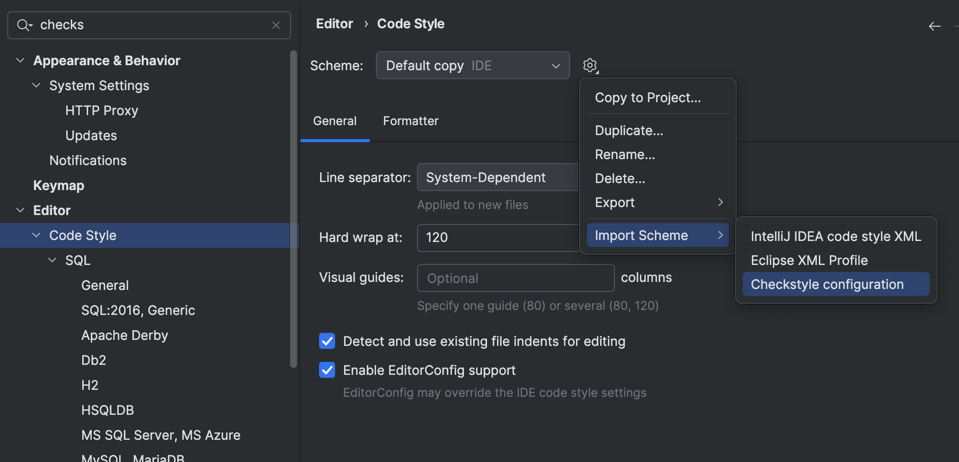 checks
Appearance & Behavior
System Settings
HTTP Proxy
Updates
Notifications
Keymap
Editor
Code Style
SQL
General
SQL:2016, Generic
Apache Derby
Db2
H2
HSQLDB
MS SQL Server, MS Azure
MySQL, MariaDB
Editor › Code Style
Scheme: Default copy IDE
General Formatter
Line separator: System-Dependent
Applied to new files
Hard wrap at: 120
Visual guides: Optional columns
Specify one guide (80) or several (80, 120)
Detect and use existing file indents for editing
Enable EditorConfig support
EditorConfig may override the IDE code style settings
Copy to Project...
Duplicate...
Rename...
Delete...
Export
Import Scheme
IntelliJ IDEA code style XML
Eclipse XML Profile
Checkstyle configuration